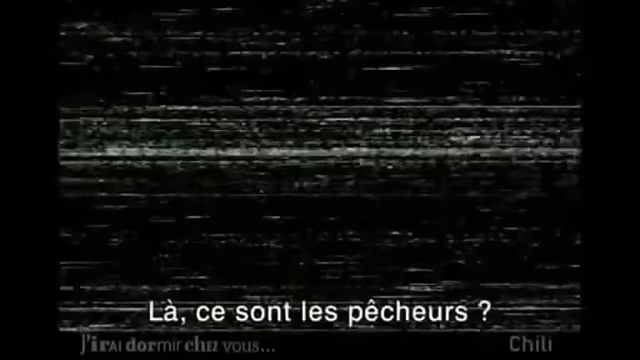 Là, ce sont les pêcheurs ?
J'irai dormir chez vous...
Chili